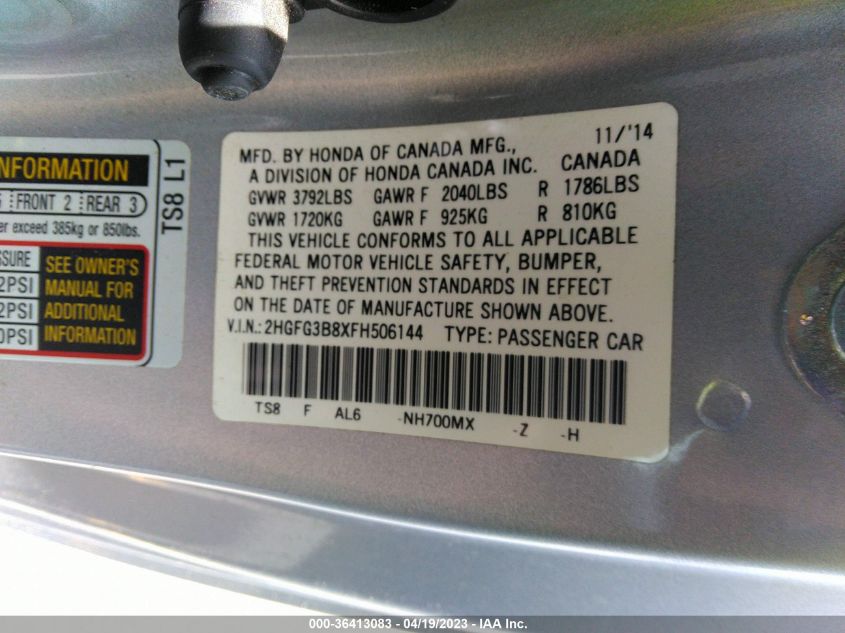 INFORMATION
FRONT 2 REAR 3
exceed 385kg or 850lbs.
SEE OWNER'S
MANUAL FOR
ADDITIONAL
INFORMATION
TS8 L1
MFD. BY HONDA OF CANADA MFG., 11/'14
A DIVISION OF HONDA CANADA INC. CANADA
GVWR 3792LBS GAWR F 2040LBS R 1786LBS
GVWR 1720KG GAWR F 925KG R 810KG
THIS VEHICLE CONFORMS TO ALL APPLICABLE
FEDERAL MOTOR VEHICLE SAFETY, BUMPER,
AND THEFT PREVENTION STANDARDS IN EFFECT
ON THE DATE OF MANUFACTURE SHOWN ABOVE.
V.I.N.: 2HGFG3B8XFH506144 TYPE: PASSENGER CAR
TS8 F AL6 -NH700MX -Z -H
000-36413083 - 04/19/2023 - IAA Inc.